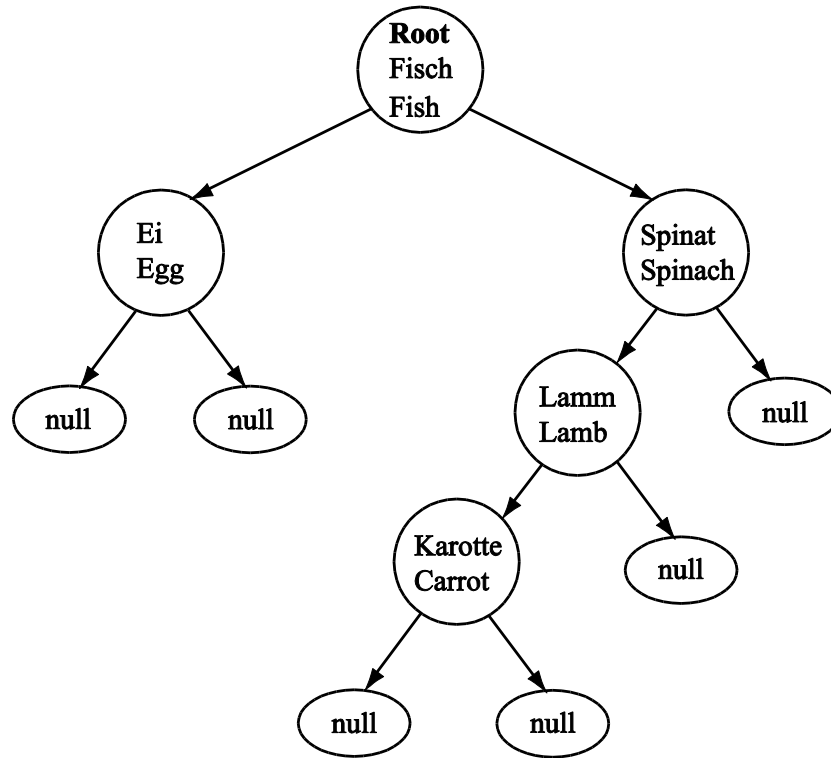 Root
Fisch
Fish
Ei
Egg
Spinat
Spinach
null
null
Lamm
Lamb
null
Karotte
Carrot
null
null
null